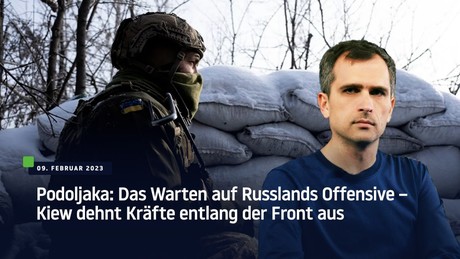 09. FEBRUAR 2023
Podoljaka: Das Warten auf Russlands Offensive –
Kiew dehnt Kräfte entlang der Front aus